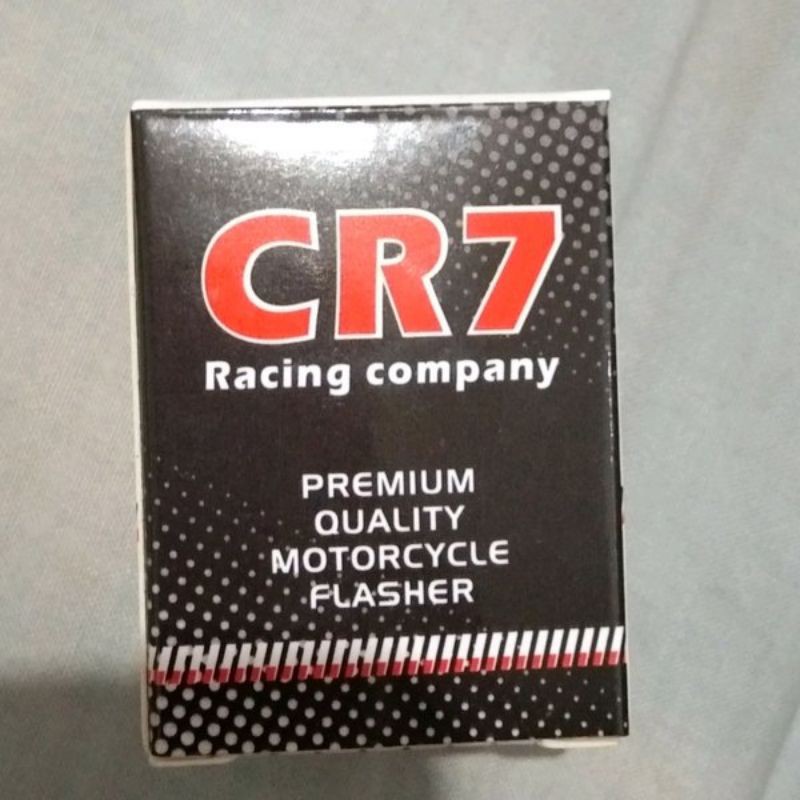 CR7
Racing company
PREMIUM
QUALITY
MOTORCYCLE
FLASHER